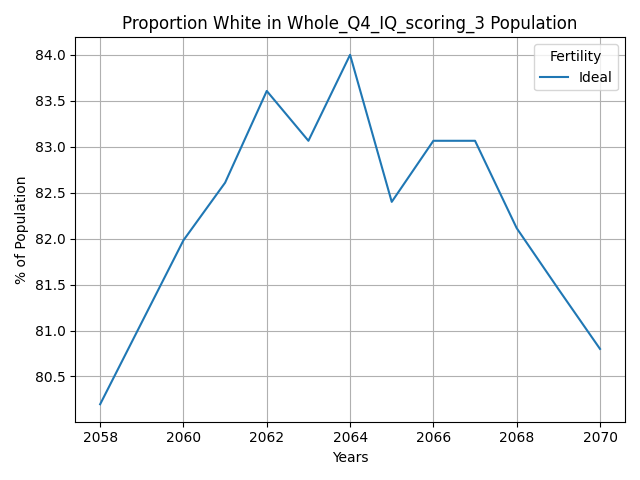 Proportion White in Whole_Q4_IQ_scoring_3 Population
Fertility
Ideal
84.0
83.5
83.0
82.5
82.0
81.5
81.0
80.5
% of Population
2058 2060 2062 2064 2066 2068 2070
Years